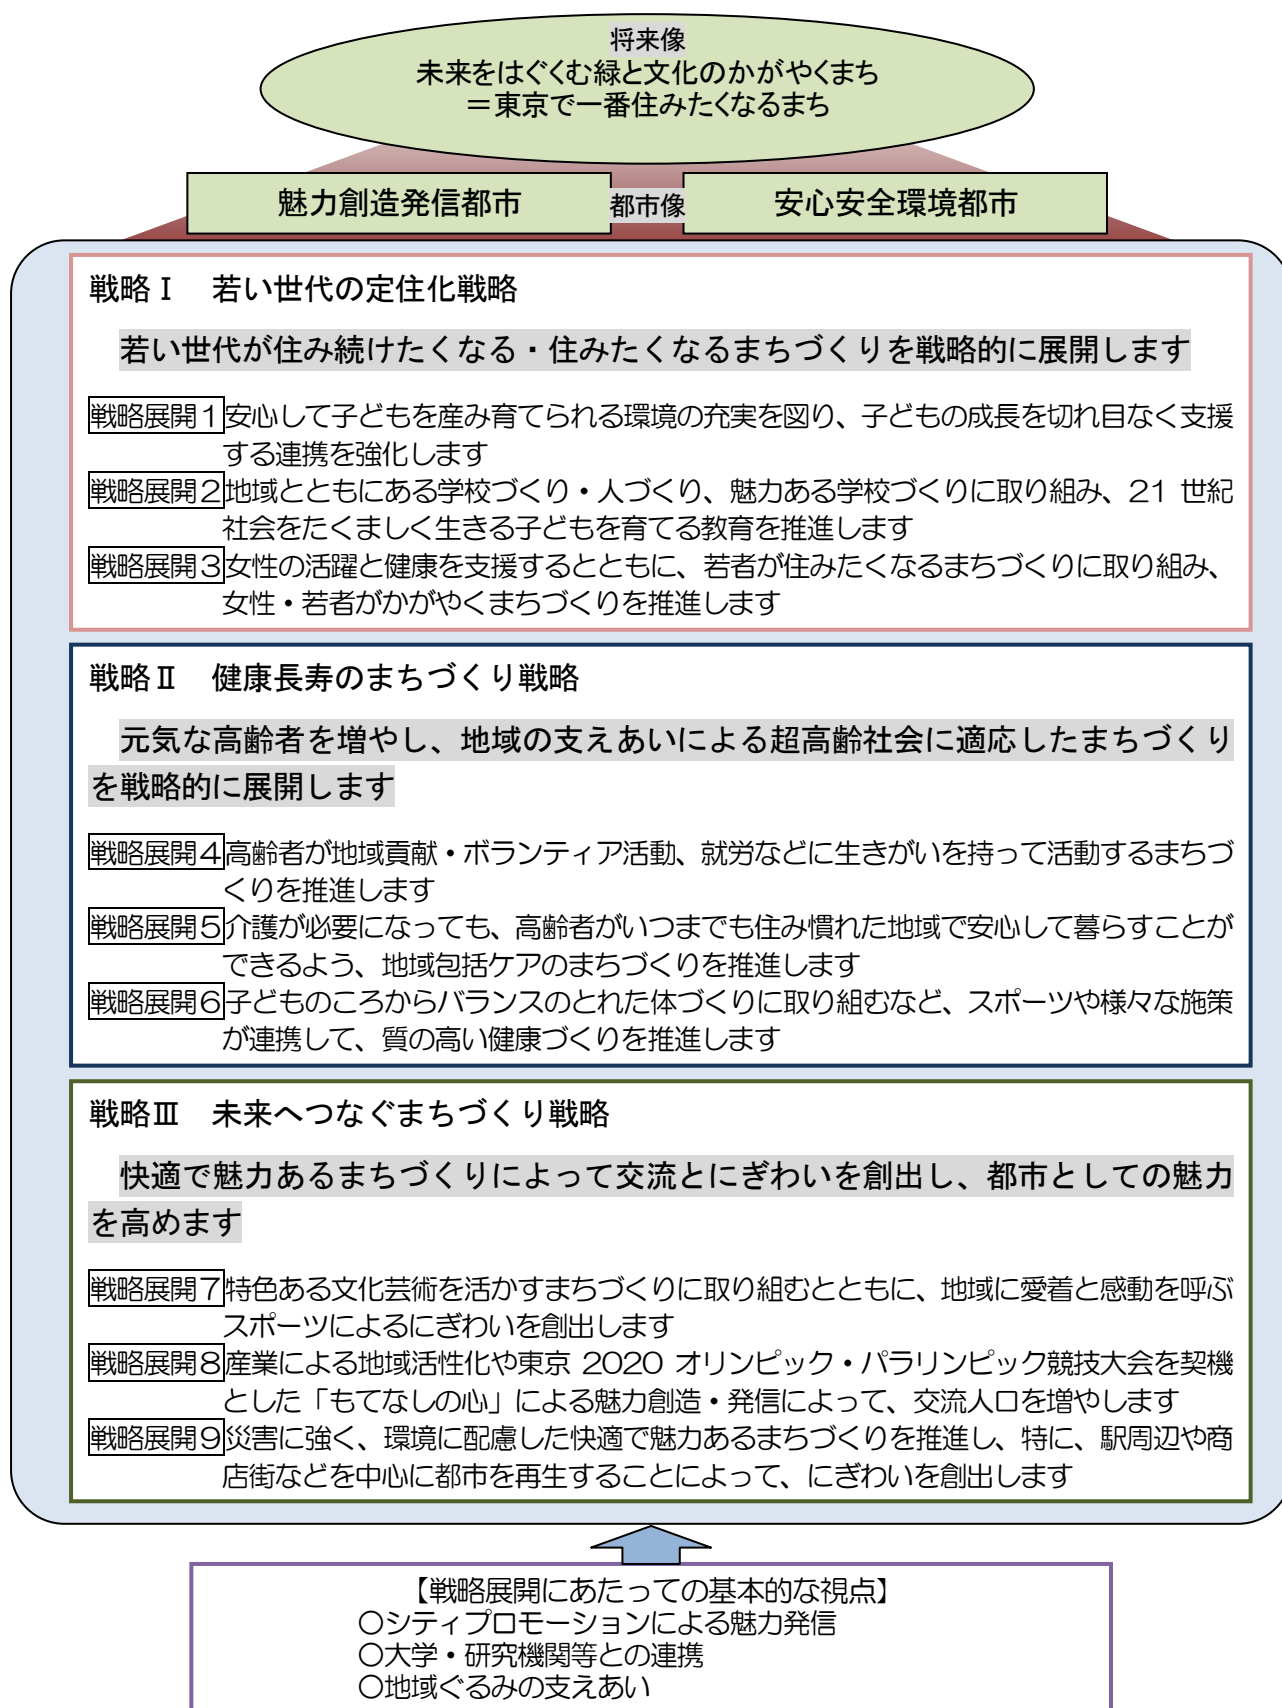 将来像
未来をはぐくむ緑と文化のかがやくまち
＝東京で一番住みたくなるまち
魅力創造発信都市
都市像
安心安全環境都市
戦略Ⅰ　若い世代の定住化戦略
若い世代が住み続けたくなる・住みたくなるまちづくりを戦略的に展開します
戦略展開１安心して子どもを産み育てられる環境の充実を図り、子どもの成長を切れ目なく支援
する連携を強化します
戦略展開２地域とともにある学校づくり・人づくり、魅力ある学校づくりに取り組み、21 世紀
社会をたくましく生きる子どもを育てる教育を推進します
戦略展開３女性の活躍と健康を支援するとともに、若者が住みたくなるまちづくりに取り組み、
女性・若者がかがやくまちづくりを推進します
戦略Ⅱ　健康長寿のまちづくり戦略
元気な高齢者を増やし、地域の支えあいによる超高齢社会に適応したまちづくり
を戦略的に展開します
戦略展開４高齢者が地域貢献・ボランティア活動、就労などに生きがいを持って活動するまちづ
くりを推進します
戦略展開５介護が必要になっても、高齢者がいつまでも住み慣れた地域で安心して暮らすことが
できるよう、地域包括ケアのまちづくりを推進します
戦略展開６子どものころからバランスのとれた体づくりに取り組むなど、スポーツや様々な施策
が連携して、質の高い健康づくりを推進します
戦略Ⅲ　未来へつなぐまちづくり戦略
快適で魅力あるまちづくりによって交流とにぎわいを創出し、都市としての魅力
を高めます
戦略展開７特色ある文化芸術を活かすまちづくりに取り組むとともに、地域に愛着と感動を呼ぶ
スポーツによるにぎわいを創出します
戦略展開８産業による地域活性化や東京 2020 オリンピック・パラリンピック競技大会を契機
とした「もてなしの心」による魅力創造・発信によって、交流人口を増やします
戦略展開９災害に強く、環境に配慮した快適で魅力あるまちづくりを推進し、特に、駅周辺や商
店街などを中心に都市を再生することによって、にぎわいを創出します
【戦略展開にあたっての基本的な視点】
○シティプロモーションによる魅力発信
○大学・研究機関等との連携
○地域ぐるみの支えあい